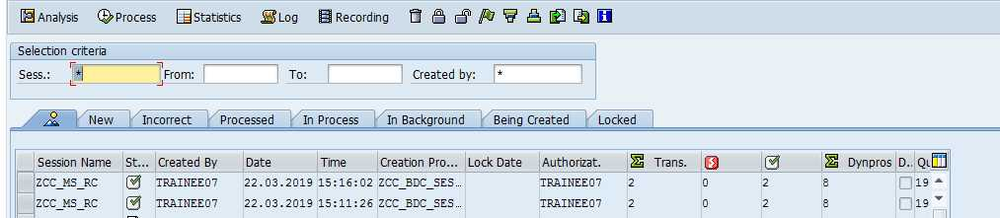 Analysis Process Statistics Log Recording
Selection criteria
Sess.: * From: To: Created by: *
New Incorrect Processed In Process In Background Being Created Locked
Session Name St... Created By Date Time Creation Pro... Lock Date Authorizat. Trans. Dynpros D.. Qu
ZCC_MS_RC TRAINEE07 22.03.2019 15:16:02 ZCC_BDC_SES... TRAINEE07 2 0 2 8 19
ZCC_MS_RC TRAINEE07 22.03.2019 15:11:26 ZCC_BDC_SES... TRAINEE07 2 0 2 8 19